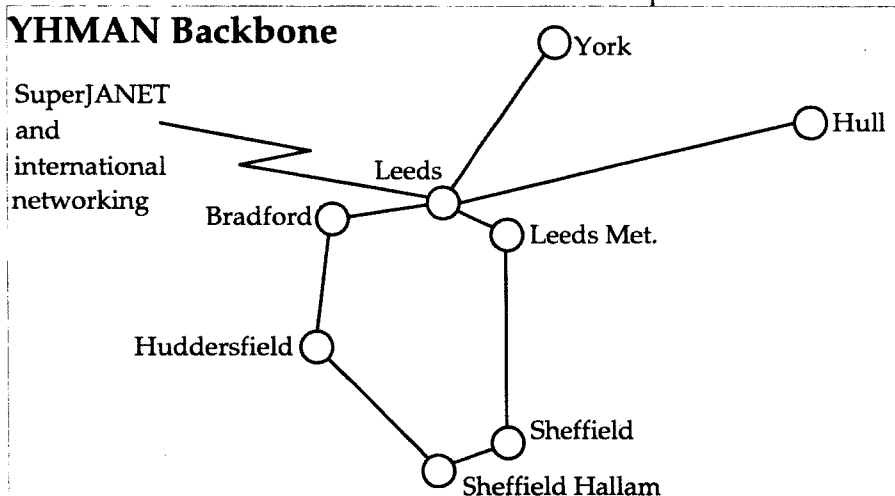 YHMAN Backbone
York
SuperJANET
and
international
networking
Hull
Leeds
Bradford
Leeds Met.
Huddersfield
Sheffield
Sheffield Hallam